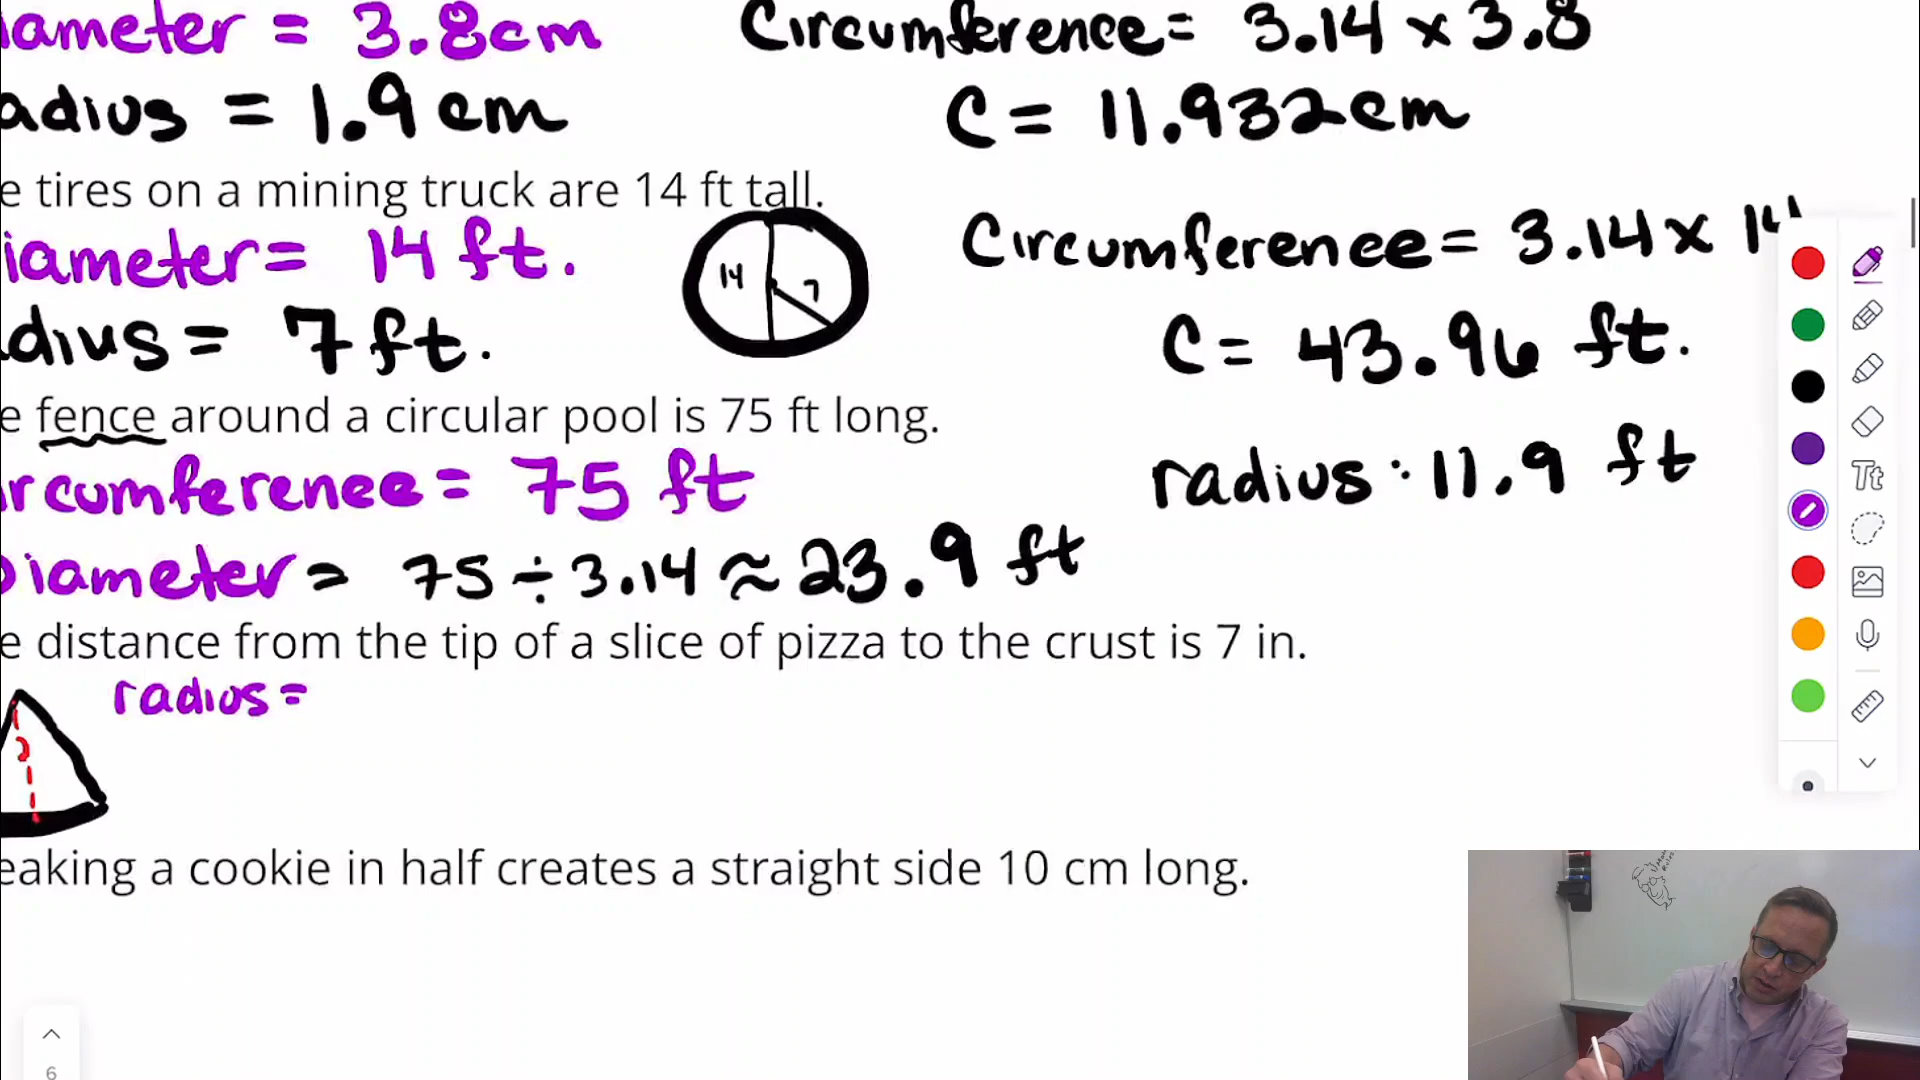 iameter = 3.8cm
Circumference= 3.14 x 3.8
adius = 1.9 cm
C = 11.932cm
e tires on a mining truck are 14 ft tall.
iameter= 14 ft.
14
7
Circumference= 3.14 x 14
adius= 7 ft.
C= 43.96 ft.
e fence around a circular pool is 75 ft long.
ircumference= 75 ft
radius: 11.9 ft
Diameter= 75 ÷ 3.14 ≈ 23.9 ft
e distance from the tip of a slice of pizza to the crust is 7 in.
radius=
eaking a cookie in half creates a straight side 10 cm long.
Tt
6